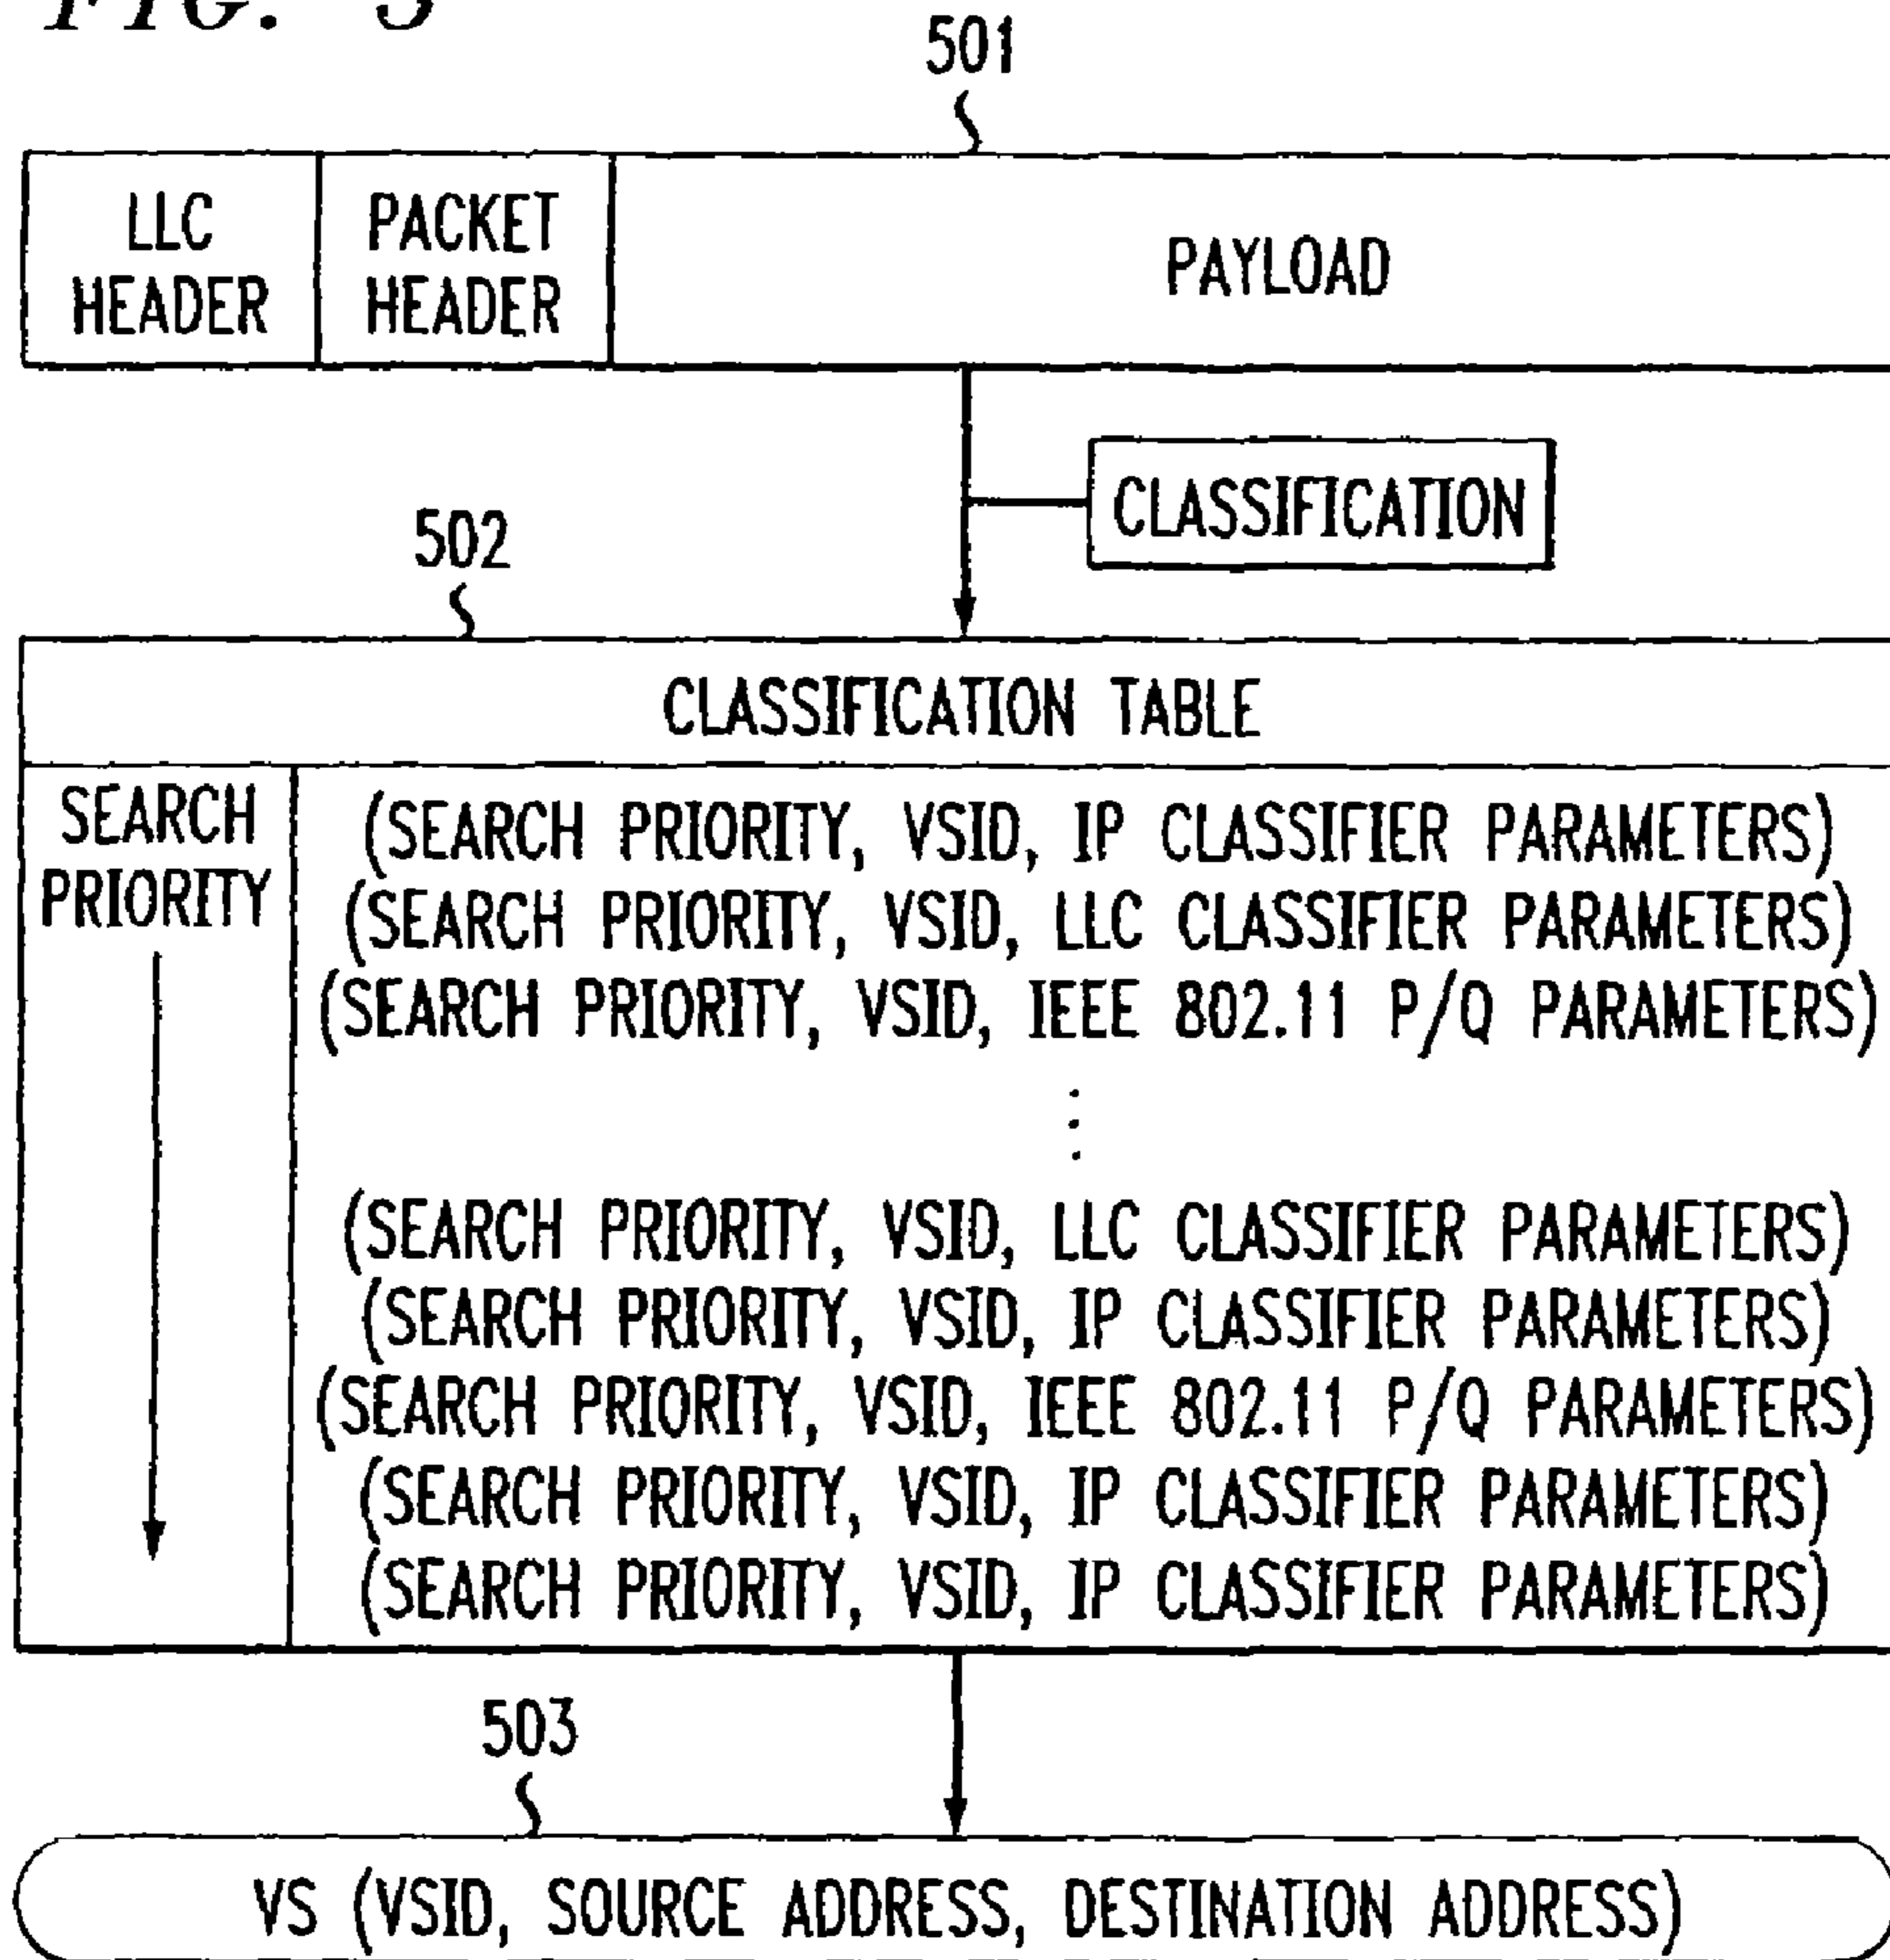 FIG. 5
501
LLC HEADER
PACKET HEADER
PAYLOAD
CLASSIFICATION
502
CLASSIFICATION TABLE
SEARCH PRIORITY
(SEARCH PRIORITY, VSID, IP CLASSIFIER PARAMETERS)
(SEARCH PRIORITY, VSID, LLC CLASSIFIER PARAMETERS)
(SEARCH PRIORITY, VSID, IEEE 802.11 P/Q PARAMETERS)
⋮
(SEARCH PRIORITY, VSID, LLC CLASSIFIER PARAMETERS)
(SEARCH PRIORITY, VSID, IP CLASSIFIER PARAMETERS)
(SEARCH PRIORITY, VSID, IEEE 802.11 P/Q PARAMETERS)
(SEARCH PRIORITY, VSID, IP CLASSIFIER PARAMETERS)
(SEARCH PRIORITY, VSID, IP CLASSIFIER PARAMETERS)
503
VS (VSID, SOURCE ADDRESS, DESTINATION ADDRESS)